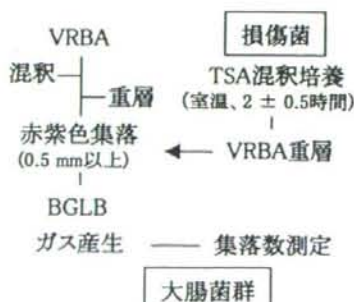 VRBA
混釈
重層
赤紫色集落
(0.5 mm以上)
BGLB
ガス産生
集落数測定
損傷菌
TSA混釈培養
(室温、2 ± 0.5時間)
VRBA重層
大腸菌群